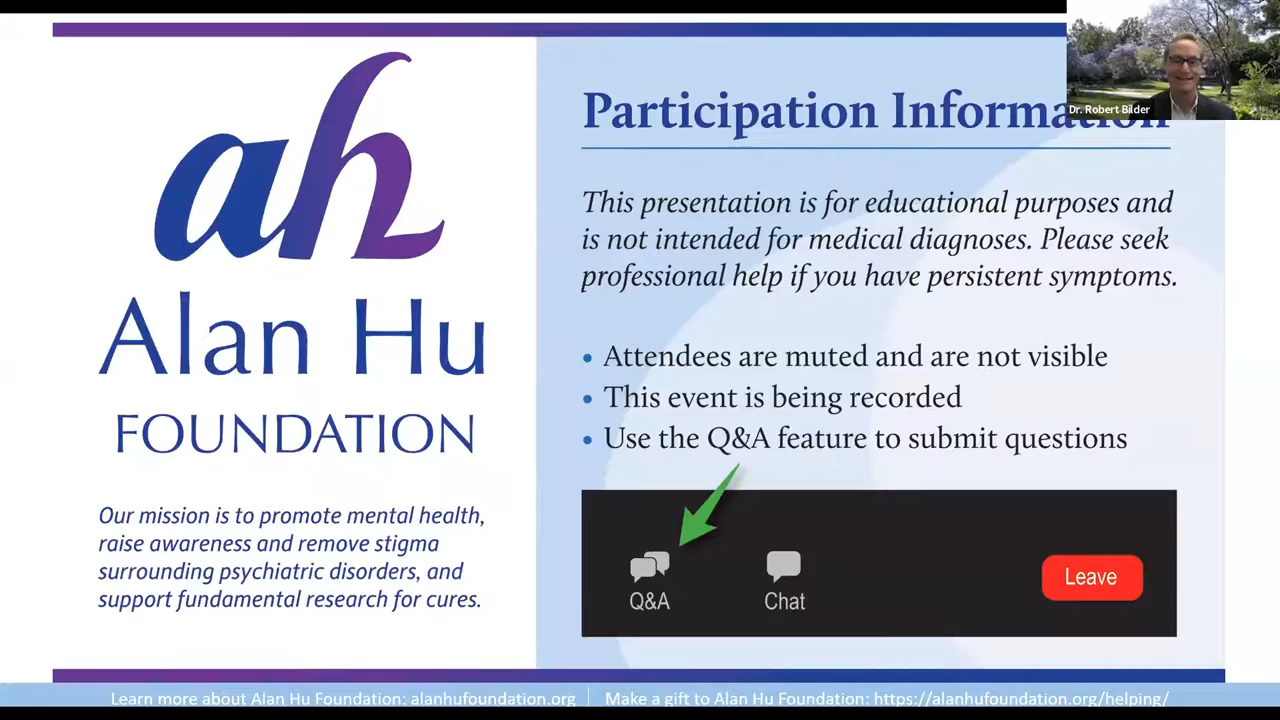 ah
Alan Hu
FOUNDATION
Our mission is to promote mental health,
raise awareness and remove stigma
surrounding psychiatric disorders, and
support fundamental research for cures.
Participation Information
This presentation is for educational purposes and
is not intended for medical diagnoses. Please seek
professional help if you have persistent symptoms.
• Attendees are muted and are not visible
• This event is being recorded
• Use the Q&A feature to submit questions
Q&A
Chat
Leave
Dr. Robert Bilder
Learn more about Alan Hu Foundation: alanhufoundation.org | Make a gift to Alan Hu Foundation: https://alanhufoundation.org/helping/